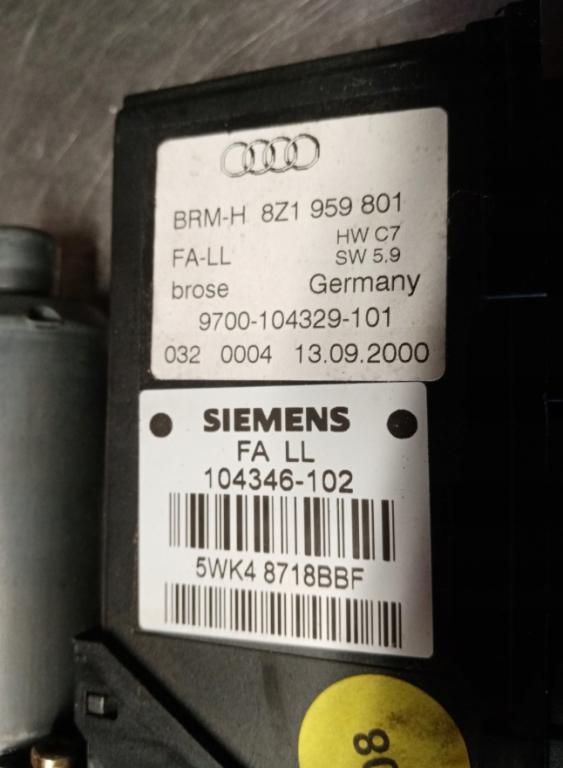 BRM-H 8Z1 959 801
FA-LL HW C7
SW 5.9
brose Germany
9700-104329-101
032 0004 13.09.2000
SIEMENS
FA LL
104346-102
5WK4 8718BBF
08